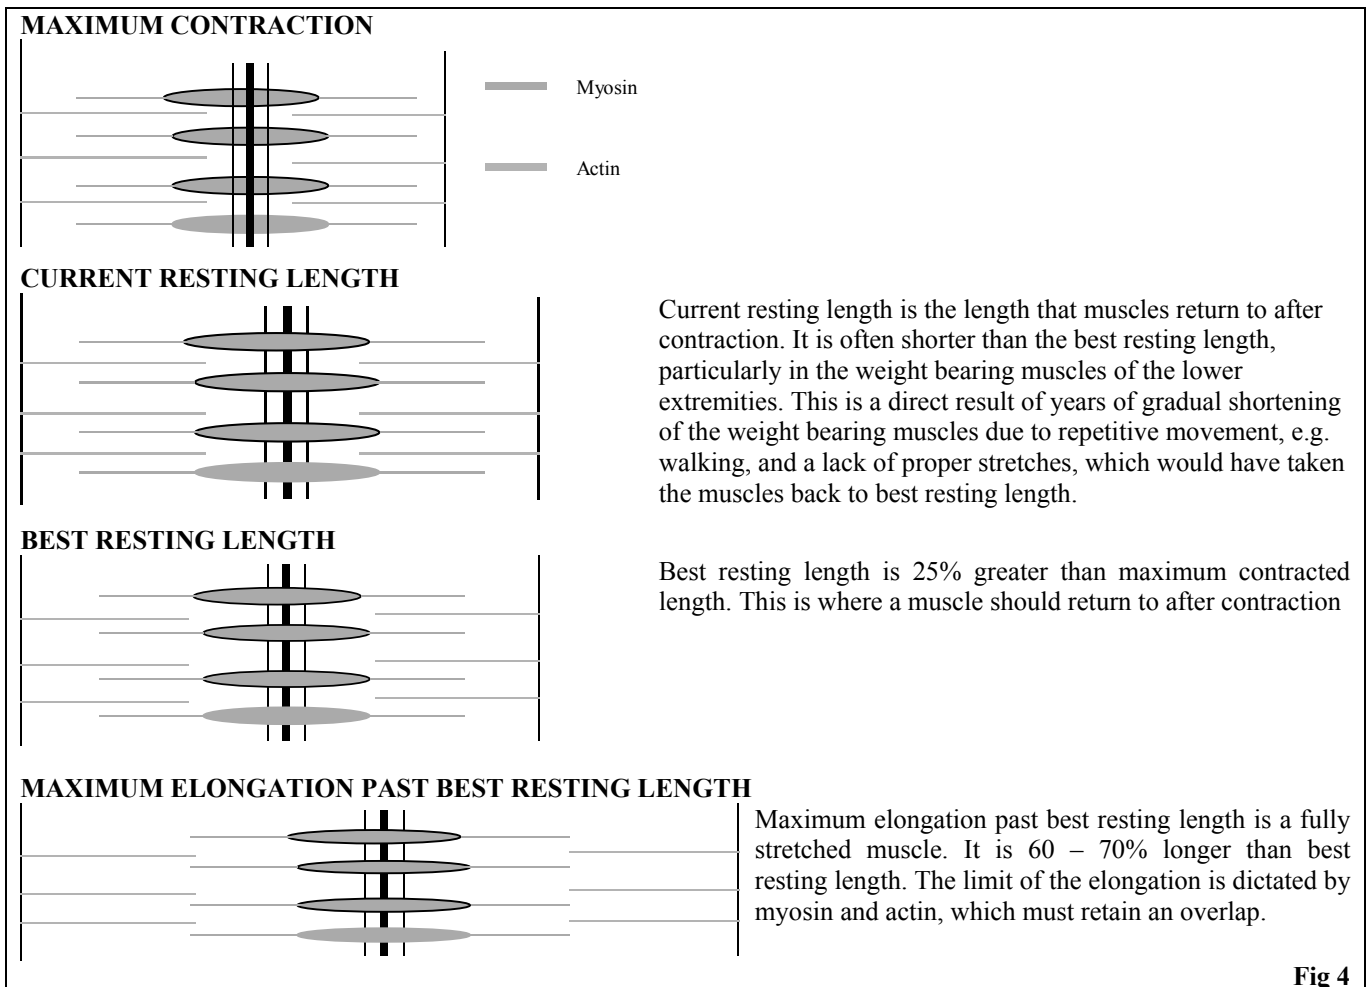 MAXIMUM CONTRACTION
Myosin
Actin
CURRENT RESTING LENGTH
Current resting length is the length that muscles return to after
contraction. It is often shorter than the best resting length,
particularly in the weight bearing muscles of the lower
extremities. This is a direct result of years of gradual shortening
of the weight bearing muscles due to repetitive movement, e.g.
walking, and a lack of proper stretches, which would have taken
the muscles back to best resting length.
BEST RESTING LENGTH
Best resting length is 25% greater than maximum contracted
length. This is where a muscle should return to after contraction
MAXIMUM ELONGATION PAST BEST RESTING LENGTH
Maximum elongation past best resting length is a fully
stretched muscle. It is 60 – 70% longer than best
resting length. The limit of the elongation is dictated by
myosin and actin, which must retain an overlap.
Fig 4